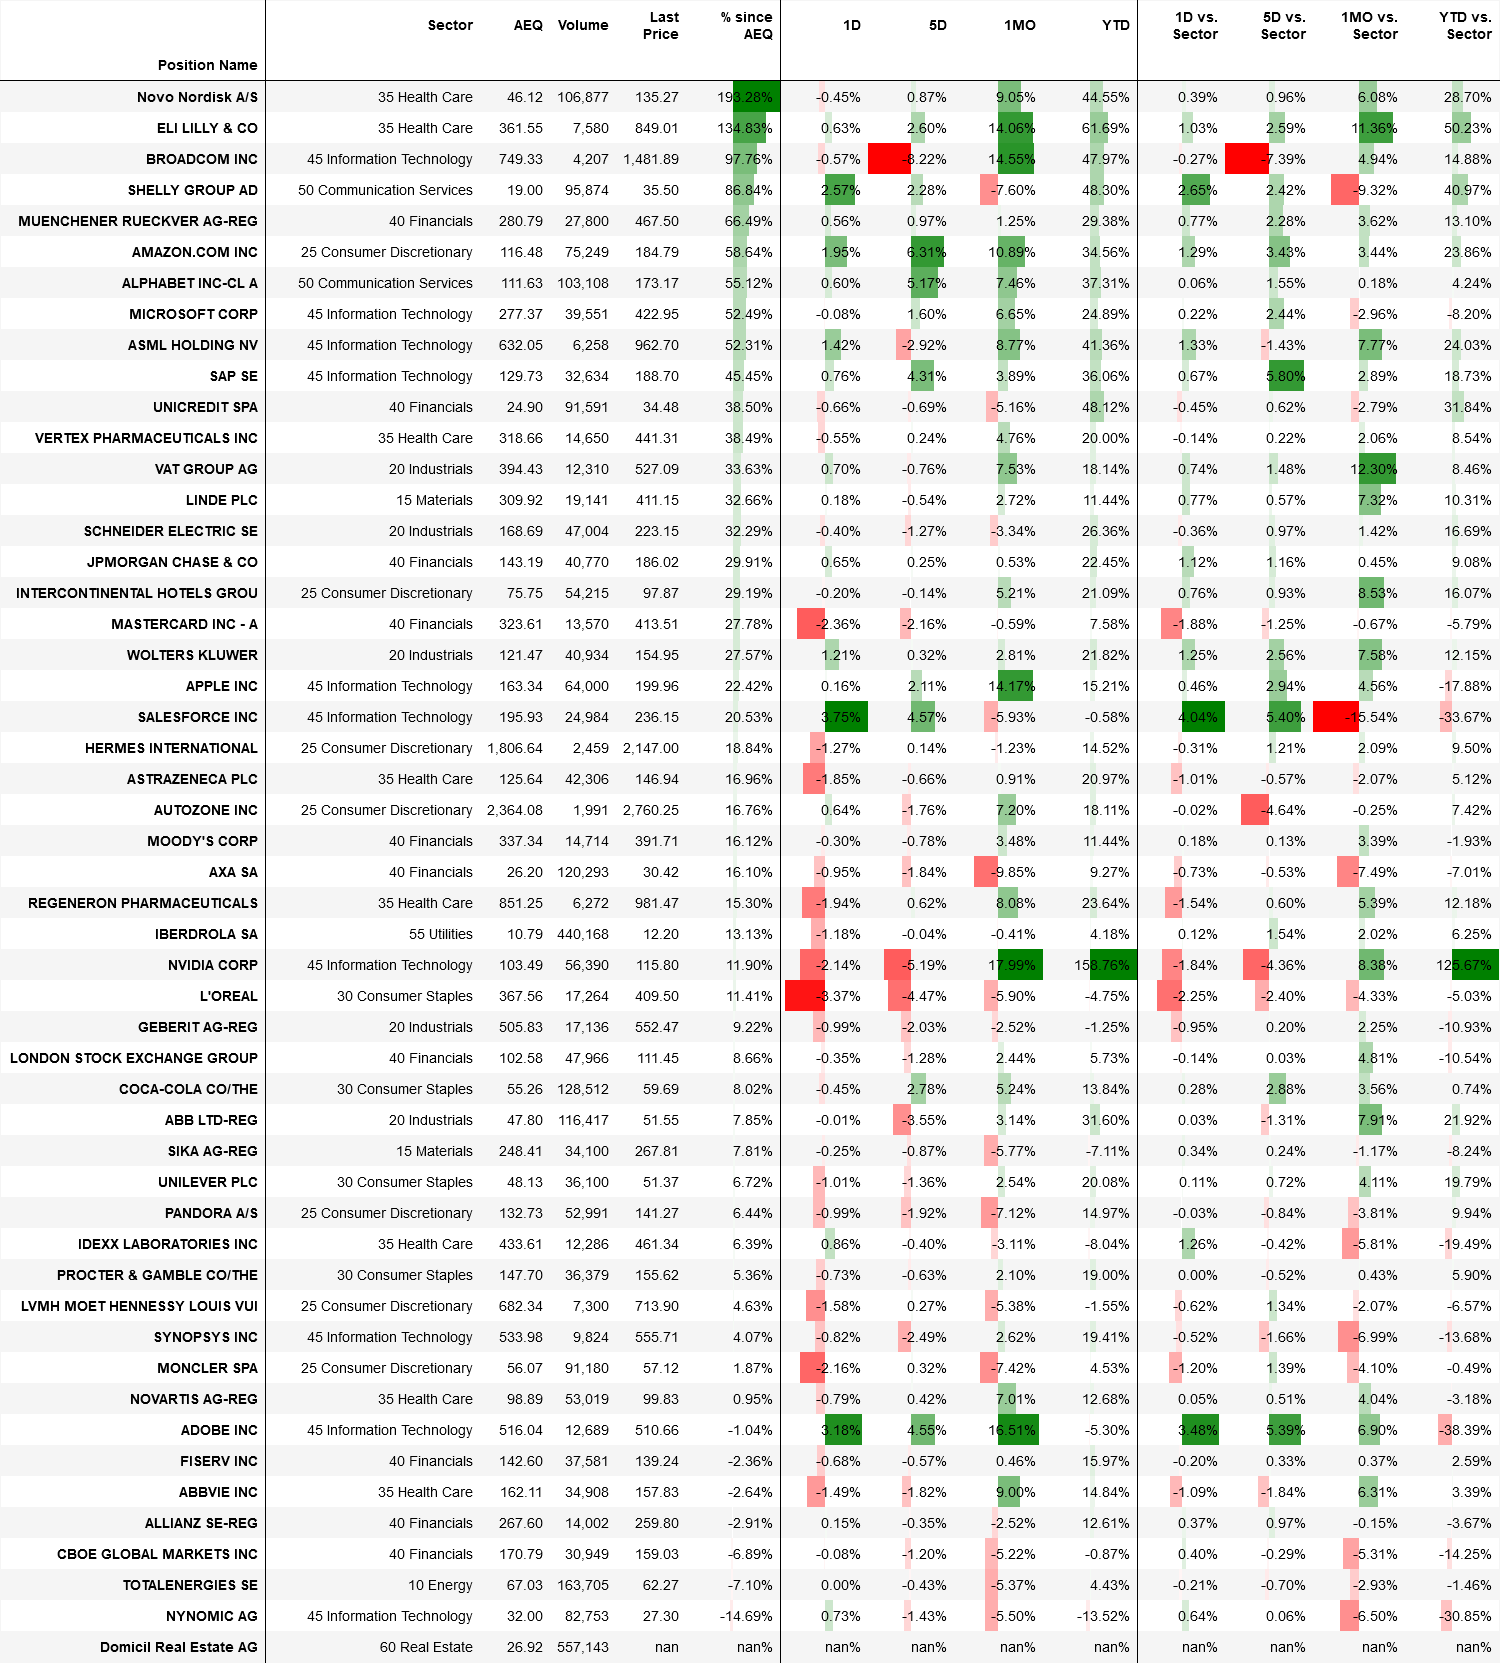 Position Name Sector AEQ Volume Last Price % since AEQ 1D 5D 1MO YTD 1D vs. Sector 5D vs. Sector 1MO vs. Sector YTD vs. Sector
Novo Nordisk A/S 35 Health Care 46.12 106,877 135.27 193.28% -0.45% 0.87% 9.05% 44.55% 0.39% 0.96% 6.08% 28.70%
ELI LILLY & CO 35 Health Care 361.55 7,580 849.01 134.83% 0.63% 2.60% 14.06% 61.69% 1.03% 2.59% 11.36% 50.23%
BROADCOM INC 45 Information Technology 749.33 4,207 1,481.89 97.76% -0.57% -8.22% 14.55% 47.97% -0.27% -7.39% 4.94% 14.88%
SHELLY GROUP AD 50 Communication Services 19.00 95,874 35.50 86.84% 2.57% 2.28% -7.60% 48.30% 2.65% 2.42% -9.32% 40.97%
MUENCHENER RUECKVER AG-REG 40 Financials 280.79 27,800 467.50 66.49% 0.56% 0.97% 1.25% 29.38% 0.77% 2.28% 3.62% 13.10%
AMAZON.COM INC 25 Consumer Discretionary 116.48 75,249 184.79 58.64% 1.95% 6.31% 10.89% 34.56% 1.29% 3.43% 3.44% 23.86%
ALPHABET INC-CL A 50 Communication Services 111.63 103,108 173.17 55.12% 0.60% 5.17% 7.46% 37.31% 0.06% 1.55% 0.18% 4.24%
MICROSOFT CORP 45 Information Technology 277.37 39,551 422.95 52.49% -0.08% 1.60% 6.65% 24.89% 0.22% 2.44% -2.96% -8.20%
ASML HOLDING NV 45 Information Technology 632.05 6,258 962.70 52.31% 1.42% -2.92% 8.77% 41.36% 1.33% -1.43% 7.77% 24.03%
SAP SE 45 Information Technology 129.73 32,634 188.70 45.45% 0.76% 4.31% 3.89% 36.06% 0.67% 5.80% 2.89% 18.73%
UNICREDIT SPA 40 Financials 24.90 91,591 34.48 38.50% -0.66% -0.69% -5.16% 48.12% -0.45% 0.62% -2.79% 31.84%
VERTEX PHARMACEUTICALS INC 35 Health Care 318.66 14,650 441.31 38.49% -0.55% 0.24% 4.76% 20.00% -0.14% 0.22% 2.06% 8.54%
VAT GROUP AG 20 Industrials 394.43 12,310 527.09 33.63% 0.70% -0.76% 7.53% 18.14% 0.74% 1.48% 12.30% 8.46%
LINDE PLC 15 Materials 309.92 19,141 411.15 32.66% 0.18% -0.54% 2.72% 11.44% 0.77% 0.57% 7.32% 10.31%
SCHNEIDER ELECTRIC SE 20 Industrials 168.69 47,004 223.15 32.29% -0.40% -1.27% -3.34% 26.36% -0.36% 0.97% 1.42% 16.69%
JPMORGAN CHASE & CO 40 Financials 143.19 40,770 186.02 29.91% 0.65% 0.25% 0.53% 22.45% 1.12% 1.16% 0.45% 9.08%
INTERCONTINENTAL HOTELS GROU 25 Consumer Discretionary 75.75 54,215 97.87 29.19% -0.20% -0.14% 5.21% 21.09% 0.76% 0.93% 8.53% 16.07%
MASTERCARD INC - A 40 Financials 323.61 13,570 413.51 27.78% -2.36% -2.16% -0.59% 7.58% -1.88% -1.25% -0.67% -5.79%
WOLTERS KLUWER 20 Industrials 121.47 40,934 154.95 27.57% 1.21% 0.32% 2.81% 21.82% 1.25% 2.56% 7.58% 12.15%
APPLE INC 45 Information Technology 163.34 64,000 199.96 22.42% 0.16% 2.11% 14.17% 15.21% 0.46% 2.94% 4.56% -17.88%
SALESFORCE INC 45 Information Technology 195.93 24,984 236.15 20.53% 3.75% 4.57% -5.93% -0.58% 4.04% 5.40% -15.54% -33.67%
HERMES INTERNATIONAL 25 Consumer Discretionary 1,806.64 2,459 2,147.00 18.84% -1.27% 0.14% -1.23% 14.52% -0.31% 1.21% 2.09% 9.50%
ASTRAZENECA PLC 35 Health Care 125.64 42,306 146.94 16.96% -1.85% -0.66% 0.91% 20.97% -1.01% -0.57% -2.07% 5.12%
AUTOZONE INC 25 Consumer Discretionary 2,364.08 1,991 2,760.25 16.76% 0.64% -1.76% 7.20% 18.11% -0.02% -4.64% -0.25% 7.42%
MOODY'S CORP 40 Financials 337.34 14,714 391.71 16.12% -0.30% -0.78% 3.48% 11.44% 0.18% 0.13% 3.39% -1.93%
AXA SA 40 Financials 26.20 120,293 30.42 16.10% -0.95% -1.84% -9.85% 9.27% -0.73% -0.53% -7.49% -7.01%
REGENERON PHARMACEUTICALS 35 Health Care 851.25 6,272 981.47 15.30% -1.94% 0.62% 8.08% 23.64% -1.54% 0.60% 5.39% 12.18%
IBERDROLA SA 55 Utilities 10.79 440,168 12.20 13.13% -1.18% -0.04% -0.41% 4.18% 0.12% 1.54% 2.02% 6.25%
NVIDIA CORP 45 Information Technology 103.49 56,390 115.80 11.90% -2.14% -5.19% 17.99% 158.76% -1.84% -4.36% 8.38% 125.67%
L'OREAL 30 Consumer Staples 367.56 17,264 409.50 11.41% -3.37% -4.47% -5.90% -4.75% -2.25% -2.40% -4.33% -5.03%
GEBERIT AG-REG 20 Industrials 505.83 17,136 552.47 9.22% -0.99% -2.03% -2.52% -1.25% -0.95% 0.20% 2.25% -10.93%
LONDON STOCK EXCHANGE GROUP 40 Financials 102.58 47,966 111.45 8.66% -0.35% -1.28% 2.44% 5.73% -0.14% 0.03% 4.81% -10.54%
COCA-COLA CO/THE 30 Consumer Staples 55.26 128,512 59.69 8.02% -0.45% 2.78% 5.24% 13.84% 0.28% 2.88% 3.56% 0.74%
ABB LTD-REG 20 Industrials 47.80 116,417 51.55 7.85% -0.01% -3.55% 3.14% 31.60% 0.03% -1.31% 7.91% 21.92%
SIKA AG-REG 15 Materials 248.41 34,100 267.81 7.81% -0.25% -0.87% -5.77% -7.11% 0.34% 0.24% -1.17% -8.24%
UNILEVER PLC 30 Consumer Staples 48.13 36,100 51.37 6.72% -1.01% -1.36% 2.54% 20.08% 0.11% 0.72% 4.11% 19.79%
PANDORA A/S 25 Consumer Discretionary 132.73 52,991 141.27 6.44% -0.99% -1.92% -7.12% 14.97% -0.03% -0.84% -3.81% 9.94%
IDEXX LABORATORIES INC 35 Health Care 433.61 12,286 461.34 6.39% 0.86% -0.40% -3.11% -8.04% 1.26% -0.42% -5.81% -19.49%
PROCTER & GAMBLE CO/THE 30 Consumer Staples 147.70 36,379 155.62 5.36% -0.73% -0.63% 2.10% 19.00% 0.00% -0.52% 0.43% 5.90%
LVMH MOET HENNESSY LOUIS VUI 25 Consumer Discretionary 682.34 7,300 713.90 4.63% -1.58% 0.27% -5.38% -1.55% -0.62% 1.34% -2.07% -6.57%
SYNOPSYS INC 45 Information Technology 533.98 9,824 555.71 4.07% -0.82% -2.49% 2.62% 19.41% -0.52% -1.66% -6.99% -13.68%
MONCLER SPA 25 Consumer Discretionary 56.07 91,180 57.12 1.87% -2.16% 0.32% -7.42% 4.53% -1.20% 1.39% -4.10% -0.49%
NOVARTIS AG-REG 35 Health Care 98.89 53,019 99.83 0.95% -0.79% 0.42% 7.01% 12.68% 0.05% 0.51% 4.04% -3.18%
ADOBE INC 45 Information Technology 516.04 12,689 510.66 -1.04% 3.18% 4.55% 16.51% -5.30% 3.48% 5.39% 6.90% -38.39%
FISERV INC 40 Financials 142.60 37,581 139.24 -2.36% -0.68% -0.57% 0.46% 15.97% -0.20% 0.33% 0.37% 2.59%
ABBVIE INC 35 Health Care 162.11 34,908 157.83 -2.64% -1.49% -1.82% 9.00% 14.84% -1.09% -1.84% 6.31% 3.39%
ALLIANZ SE-REG 40 Financials 267.60 14,002 259.80 -2.91% 0.15% -0.35% -2.52% 12.61% 0.37% 0.97% -0.15% -3.67%
CBOE GLOBAL MARKETS INC 40 Financials 170.79 30,949 159.03 -6.89% -0.08% -1.20% -5.22% -0.87% 0.40% -0.29% -5.31% -14.25%
TOTALENERGIES SE 10 Energy 67.03 163,705 62.27 -7.10% 0.00% -0.43% -5.37% 4.43% -0.21% -0.70% -2.93% -1.46%
NYNOMIC AG 45 Information Technology 32.00 82,753 27.30 -14.69% 0.73% -1.43% -5.50% -13.52% 0.64% 0.06% -6.50% -30.85%
Domicil Real Estate AG 60 Real Estate 26.92 557,143 nan nan% nan% nan% nan% nan% nan% nan% nan% nan%